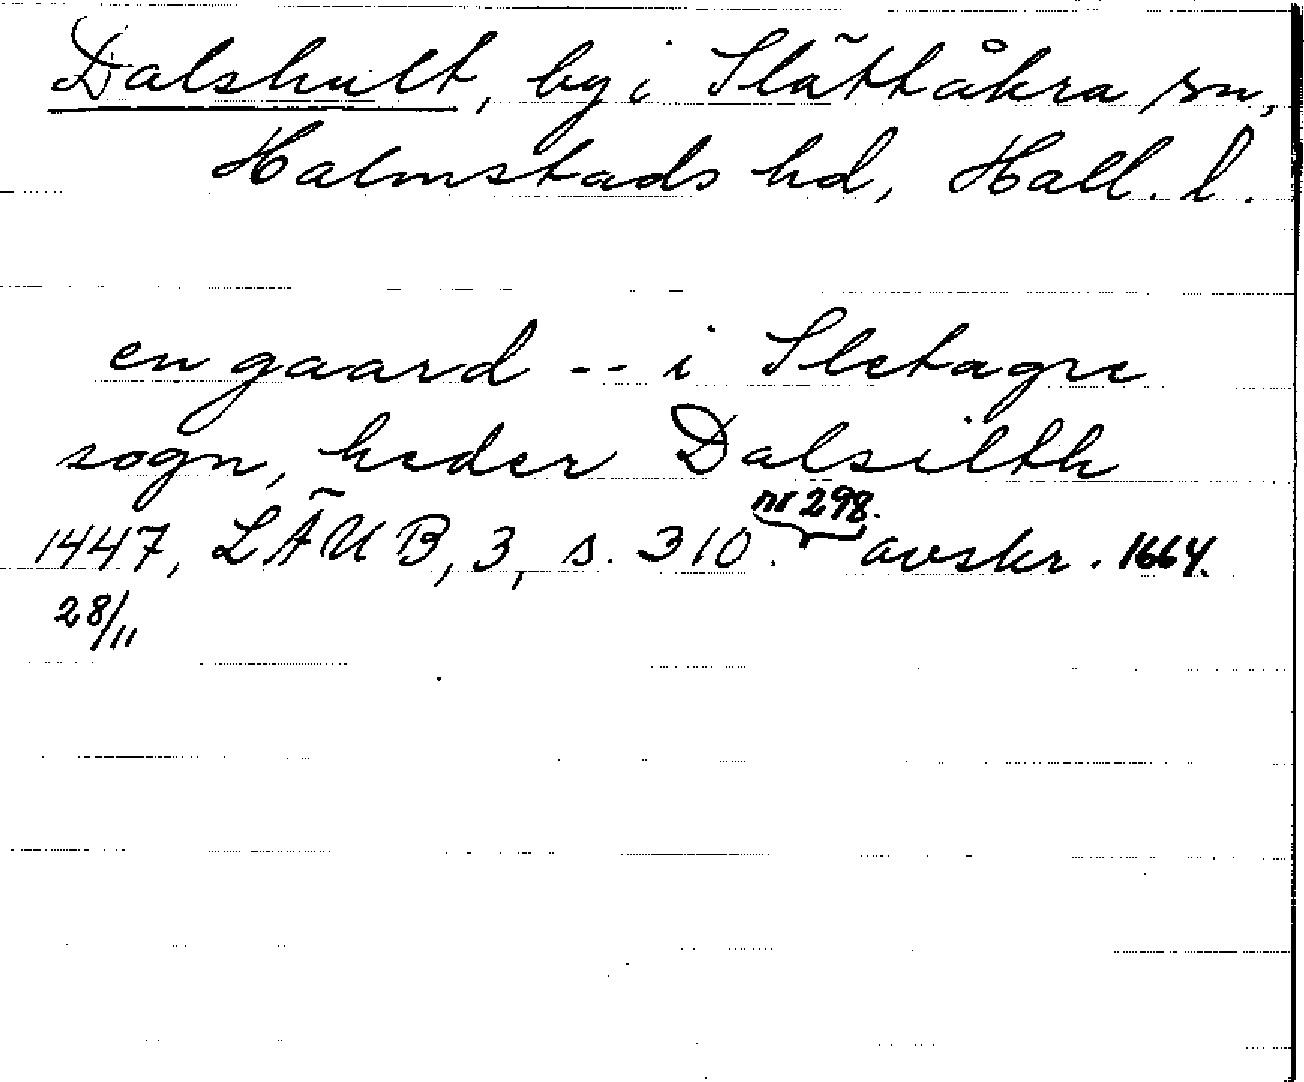 Dalshult, by i Slättåkra sn,
Halmstads hd, Hall. l.
en gaard -- i Sletagre
sogn, heder Dalsilth
nr 298.
1447, LÄUB, 3, s. 310. avskr. 1664.
28/11